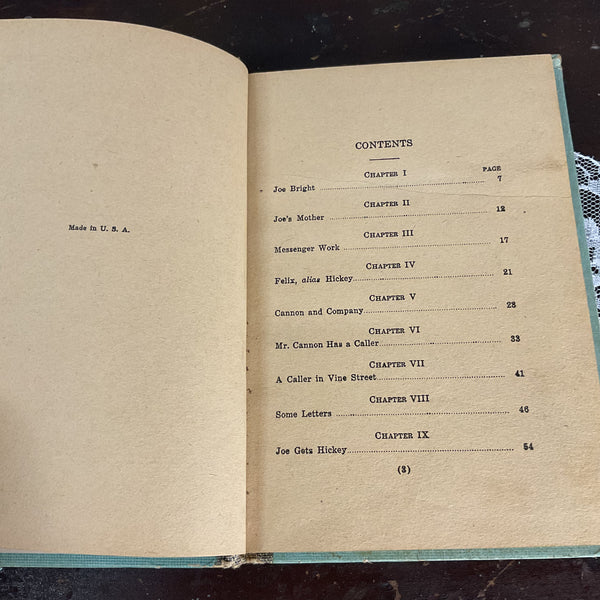 Made in U. S. A.
CONTENTS
CHAPTER I PAGE
Joe Bright 7
CHAPTER II
Joe's Mother 12
CHAPTER III
Messenger Work 17
CHAPTER IV
Felix, alias Hickey 21
CHAPTER V
Cannon and Company 28
CHAPTER VI
Mr. Cannon Has a Caller 33
CHAPTER VII
A Caller in Vine Street 41
CHAPTER VIII
Some Letters 46
CHAPTER IX
Joe Gets Hickey 54
(3)